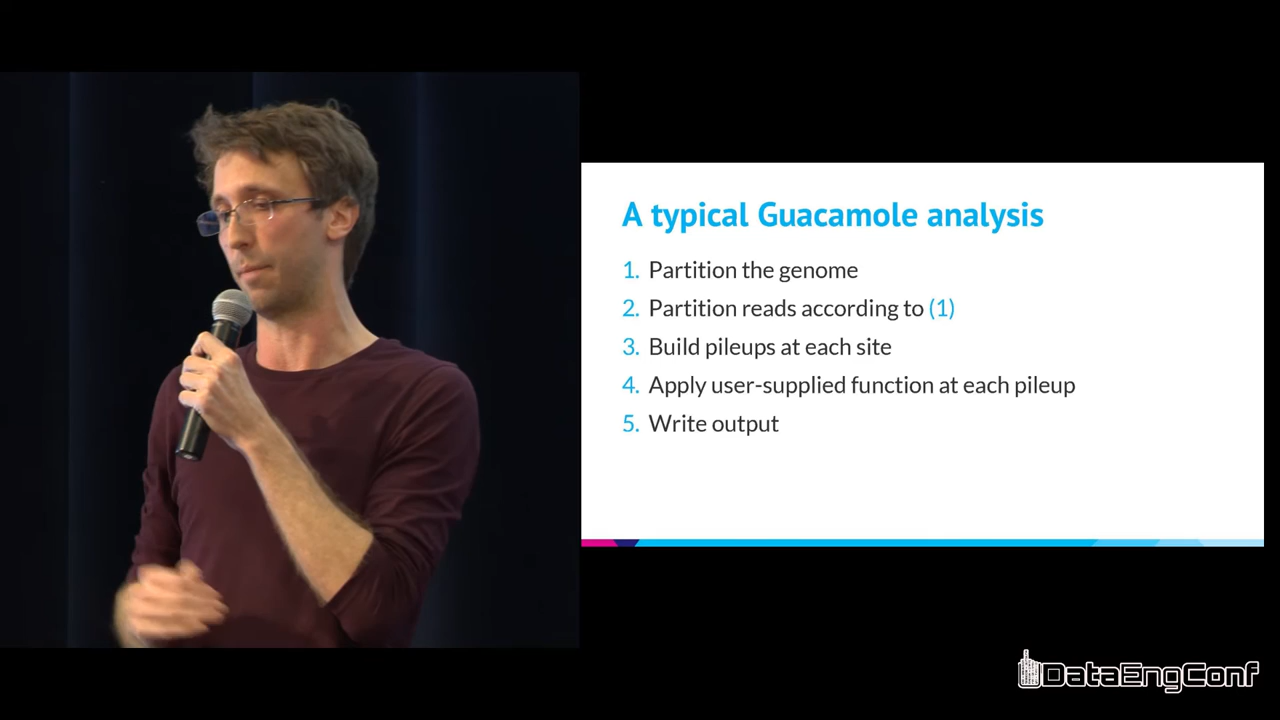 A typical Guacamole analysis
1. Partition the genome
2. Partition reads according to (1)
3. Build pileups at each site
4. Apply user-supplied function at each pileup
5. Write output
DataEngConf